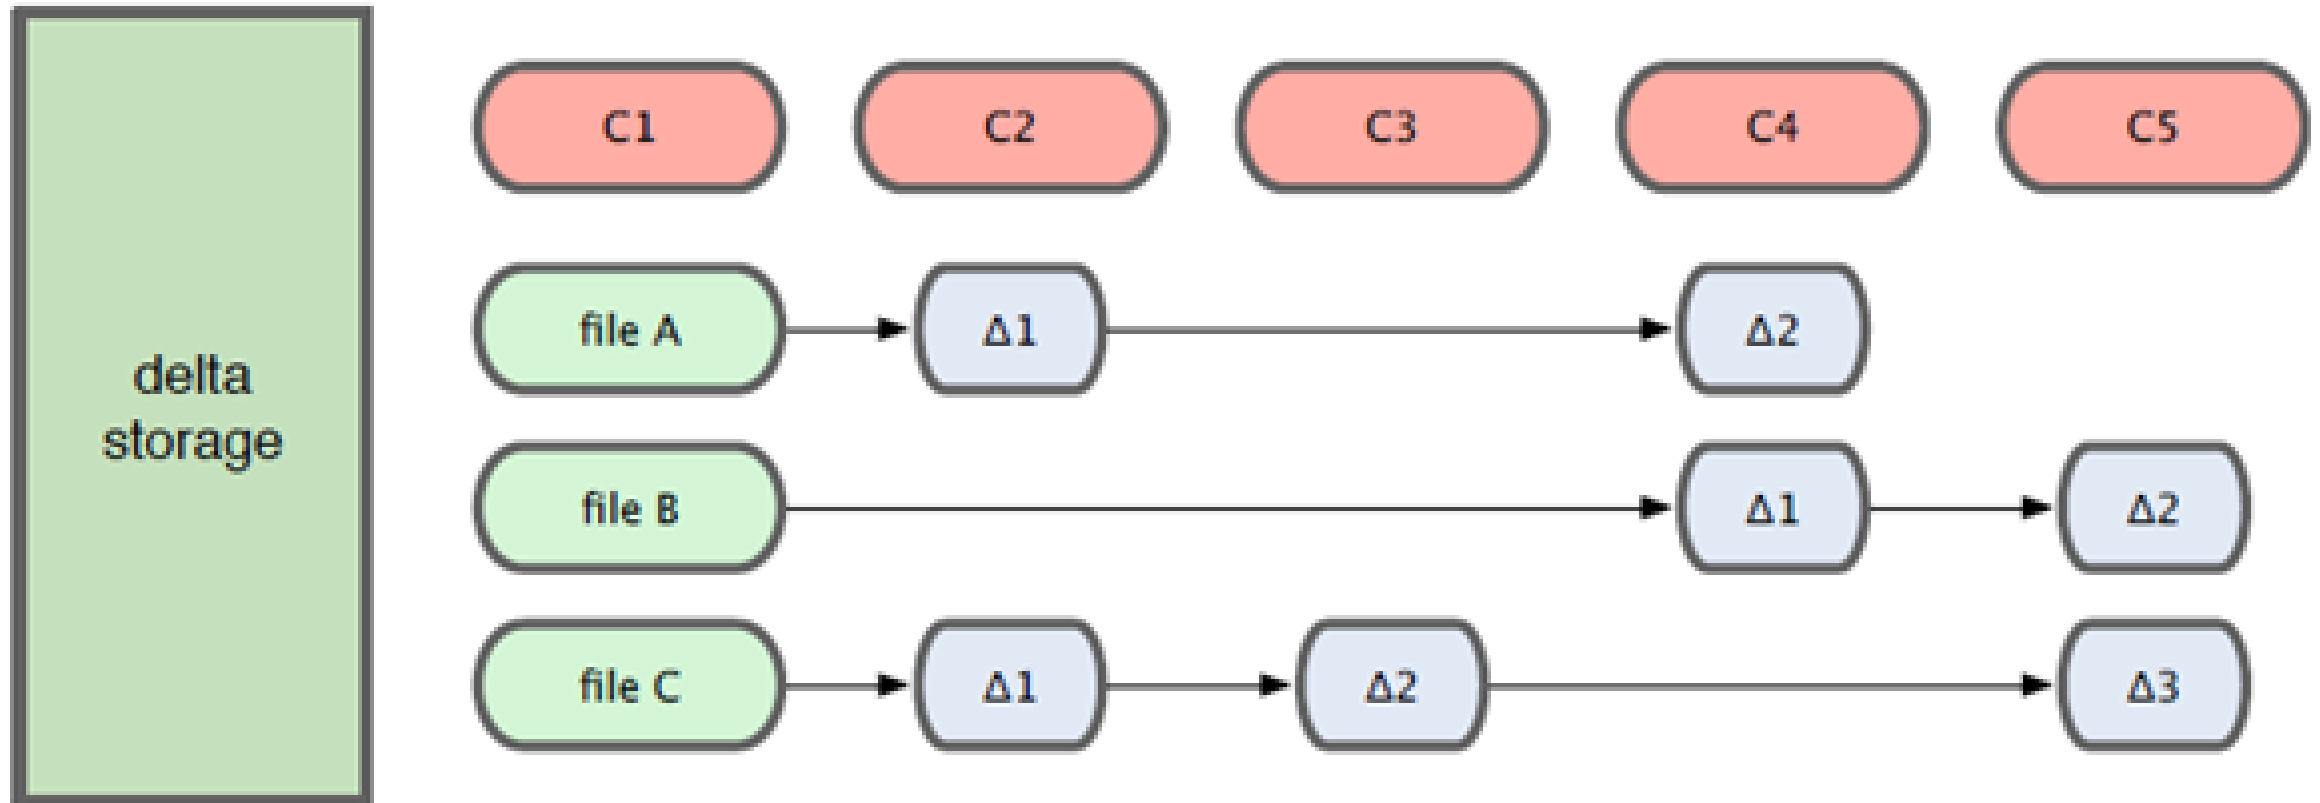 delta
storage
C1 C2 C3 C4 C5
file A Δ1 Δ2
file B Δ1 Δ2
file C Δ1 Δ2 Δ3